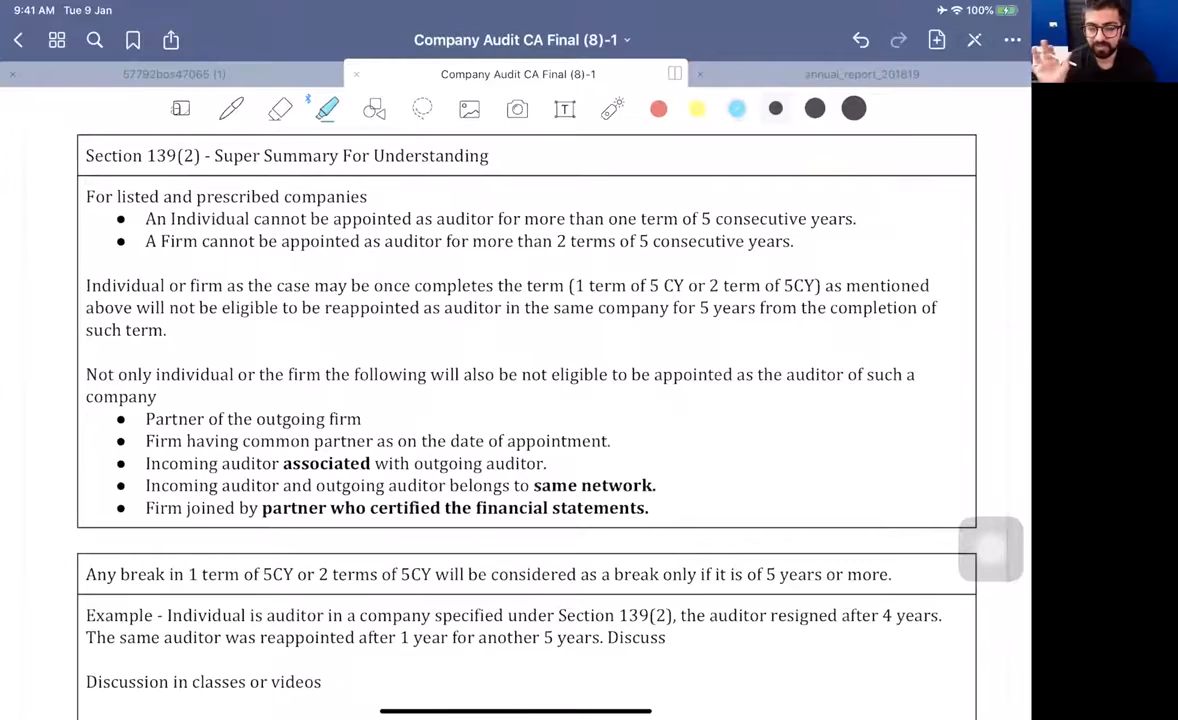 9:41 AM Tue 9 Jan
100%
Company Audit CA Final (8)-1
57792bos47065 (1)
Company Audit CA Final (8)-1
annual_report_201819
T
Section 139(2) - Super Summary For Understanding
For listed and prescribed companies
● An Individual cannot be appointed as auditor for more than one term of 5 consecutive years.
● A Firm cannot be appointed as auditor for more than 2 terms of 5 consecutive years.
Individual or firm as the case may be once completes the term (1 term of 5 CY or 2 term of 5CY) as mentioned
above will not be eligible to be reappointed as auditor in the same company for 5 years from the completion of
such term.
Not only individual or the firm the following will also be not eligible to be appointed as the auditor of such a
company
● Partner of the outgoing firm
● Firm having common partner as on the date of appointment.
● Incoming auditor associated with outgoing auditor.
● Incoming auditor and outgoing auditor belongs to same network.
● Firm joined by partner who certified the financial statements.
Any break in 1 term of 5CY or 2 terms of 5CY will be considered as a break only if it is of 5 years or more.
Example - Individual is auditor in a company specified under Section 139(2), the auditor resigned after 4 years.
The same auditor was reappointed after 1 year for another 5 years. Discuss
Discussion in classes or videos